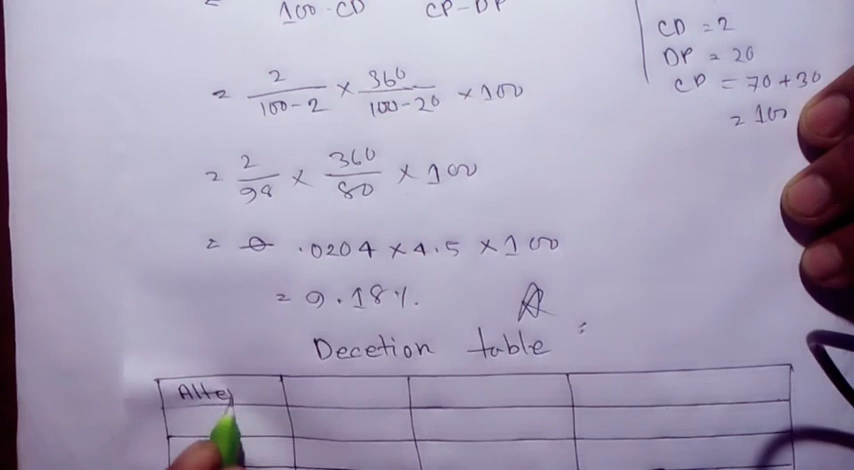 = 100-CD CP-DP
= 2/100-2 × 360/100-20 × 100
= 2/98 × 360/80 × 100
= .0204 × 4.5 × 100
= 9.18%.
CD = 2
DP = 20
CP = 70+30
= 100
Decetion table :
Alte